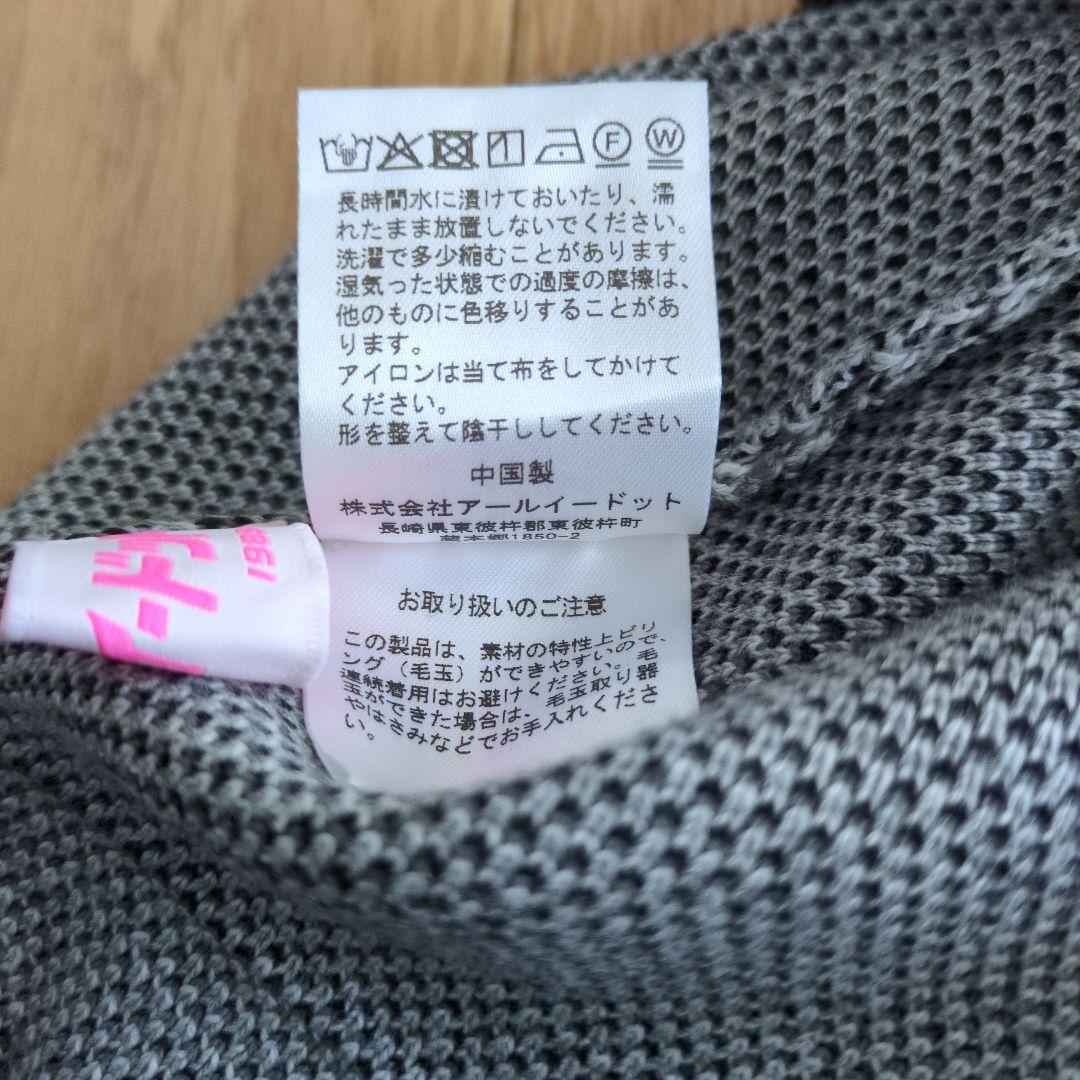 F
W
長時間水に漬けておいたり、濡
れたまま放置しないでください。
洗濯で多少縮むことがあります。
湿気った状態での過度の摩擦は、
他のものに色移りすることがあ
ります。
アイロンは当て布をしてかけて
ください。
形を整えて陰干ししてください。
中国製
株式会社アールイードット
長崎県東彼杵郡東彼杵町
蔵本郷1850-2
お取り扱いのご注意
この製品は、素材の特性上ピリ
ング（毛玉）ができやすいので、
連続着用はお避けください。毛
玉ができた場合は、毛玉取り器
やはさみなどでお手入れくださ
い。